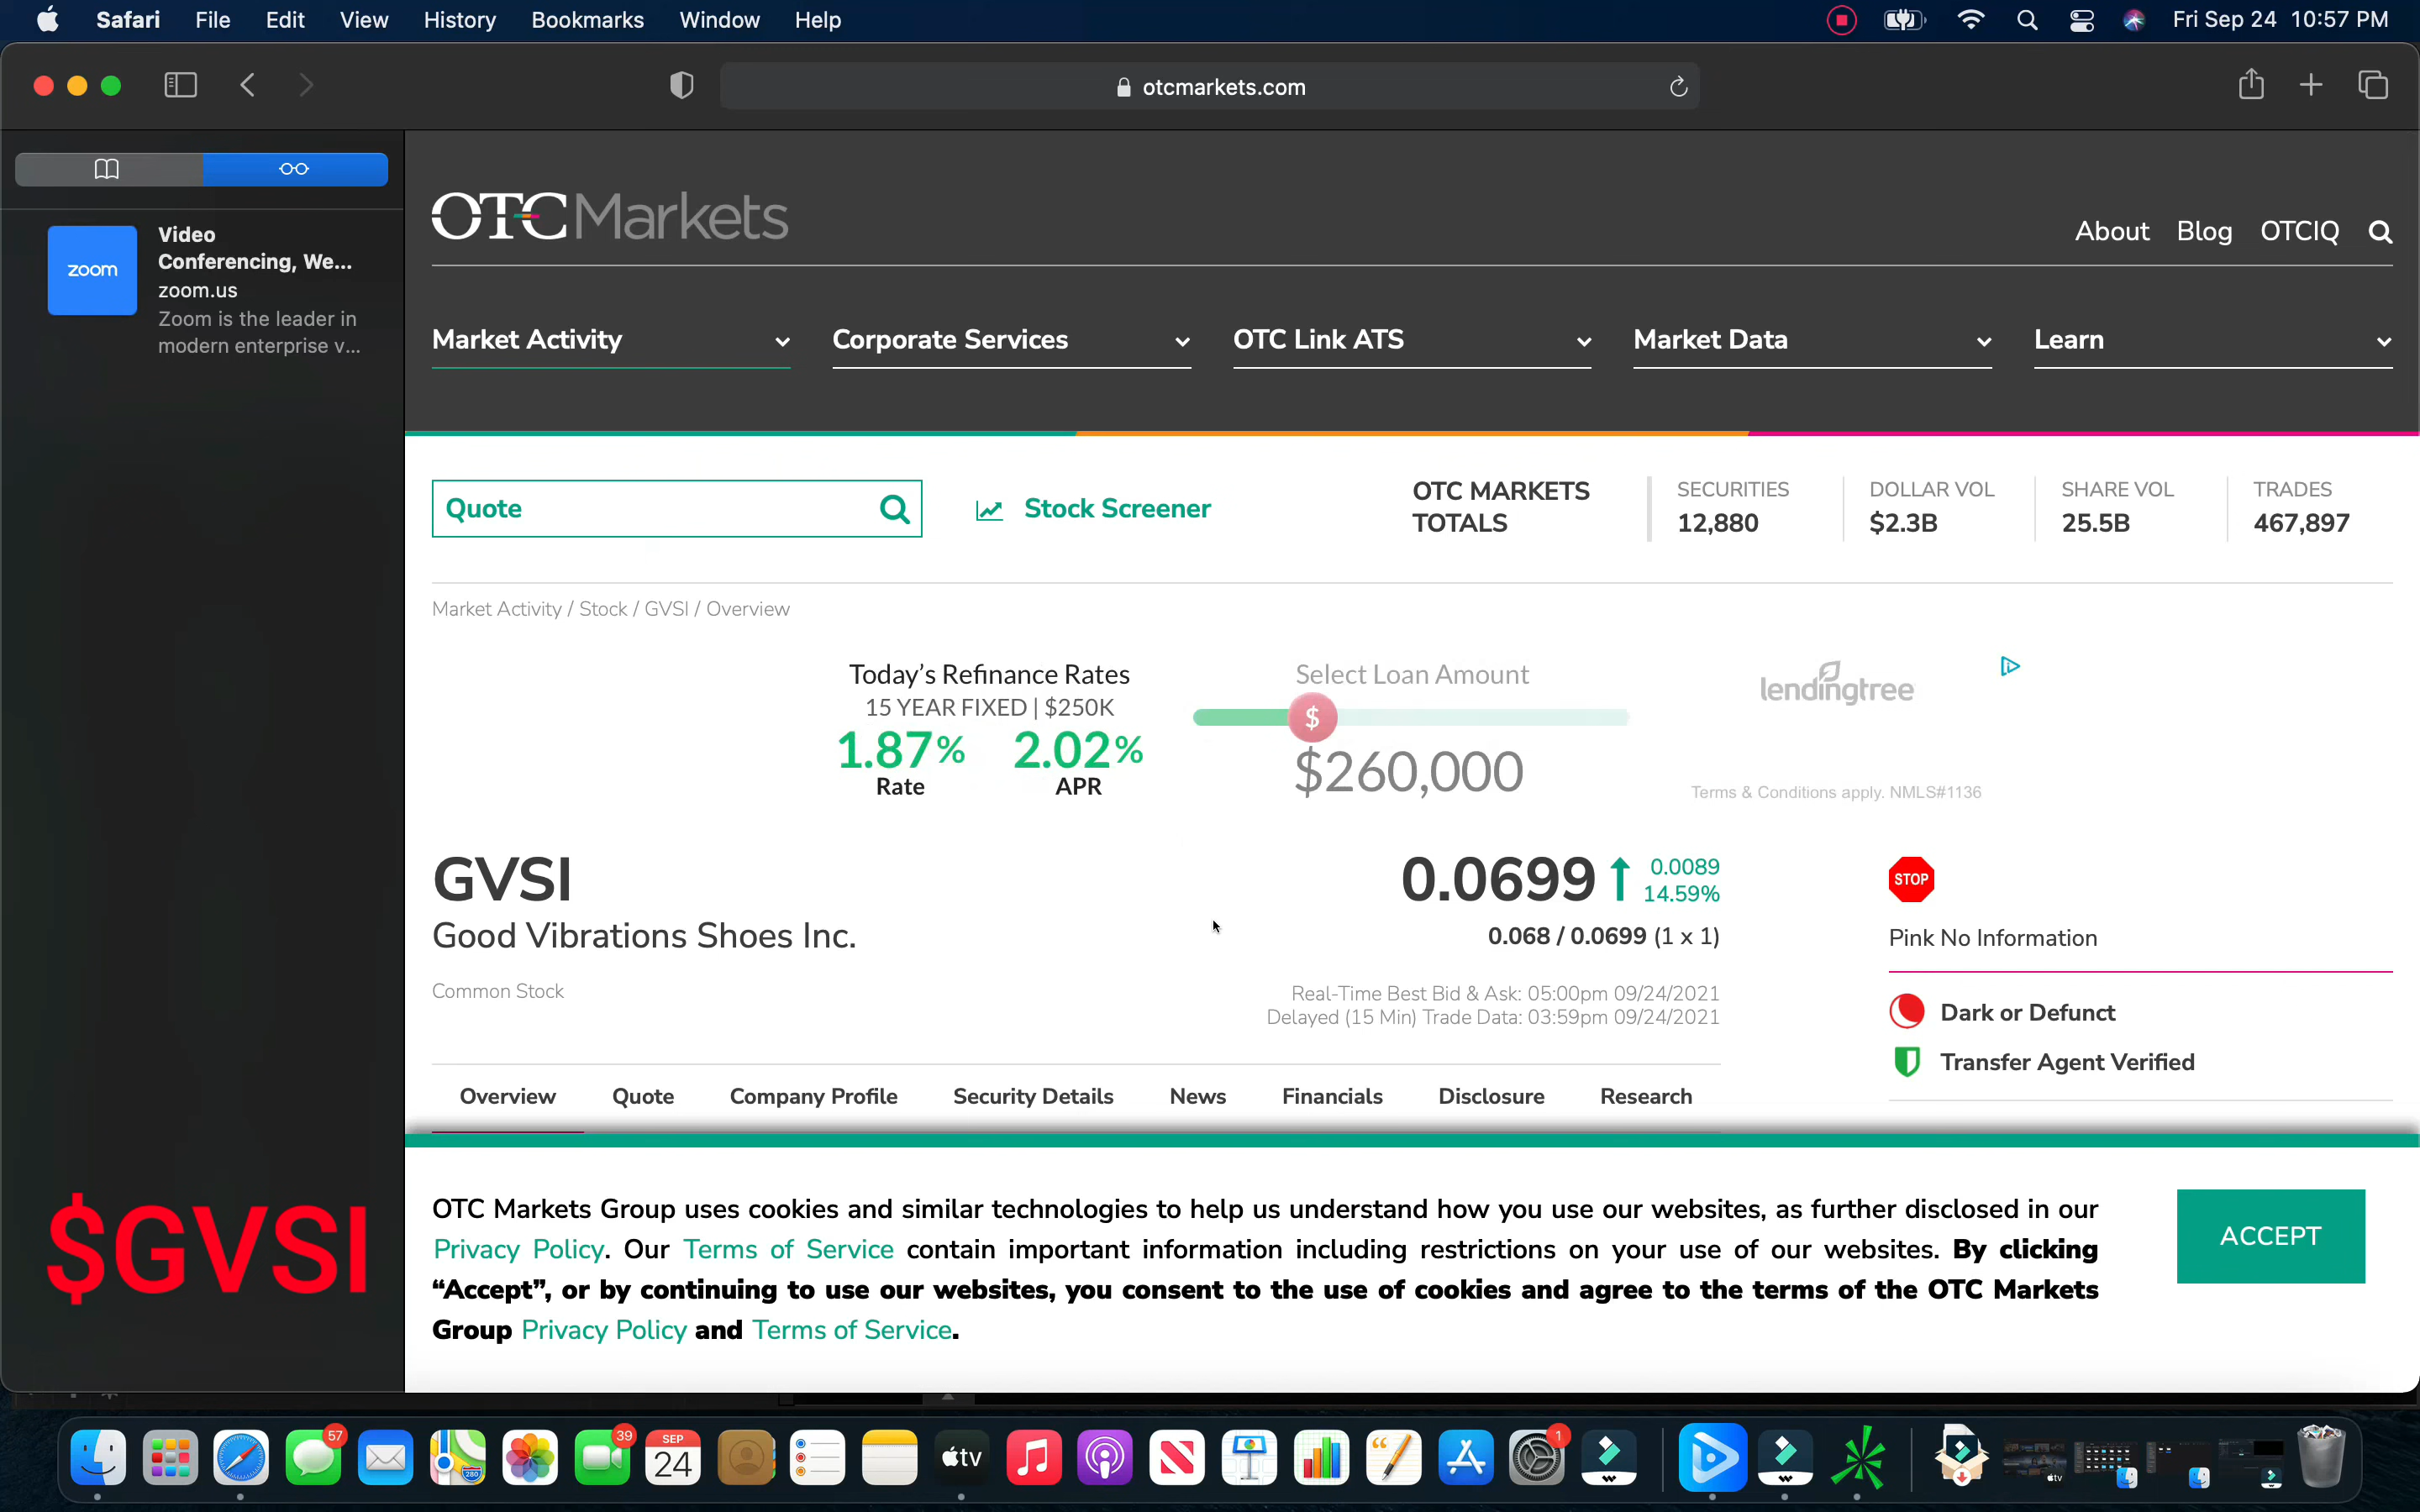 Safari File Edit View History Bookmarks Window Help
Fri Sep 24 10:57 PM
otcmarkets.com
zoom
Video
Conferencing, We...
zoom.us
Zoom is the leader in
modern enterprise v...
OTC Markets
About Blog OTCIQ
Market Activity Corporate Services OTC Link ATS Market Data Learn
Quote
Stock Screener
OTC MARKETS
TOTALS
SECURITIES
12,880
DOLLAR VOL
$2.3B
SHARE VOL
25.5B
TRADES
467,897
Market Activity / Stock / GVSI / Overview
Today's Refinance Rates
15 YEAR FIXED | $250K
1.87% 2.02%
Rate APR
Select Loan Amount
$
$260,000
lendingtree
Terms & Conditions apply. NMLS#1136
GVSI
Good Vibrations Shoes Inc.
Common Stock
0.0699 0.0089
14.59%
0.068 / 0.0699 (1 x 1)
Real-Time Best Bid & Ask: 05:00pm 09/24/2021
Delayed (15 Min) Trade Data: 03:59pm 09/24/2021
STOP
Pink No Information
Dark or Defunct
Transfer Agent Verified
Overview Quote Company Profile Security Details News Financials Disclosure Research
$GVSI
OTC Markets Group uses cookies and similar technologies to help us understand how you use our websites, as further disclosed in our
Privacy Policy. Our Terms of Service contain important information including restrictions on your use of our websites. By clicking
“Accept”, or by continuing to use our websites, you consent to the use of cookies and agree to the terms of the OTC Markets
Group Privacy Policy and Terms of Service.
ACCEPT
57
280
39
SEP
24
tv
1